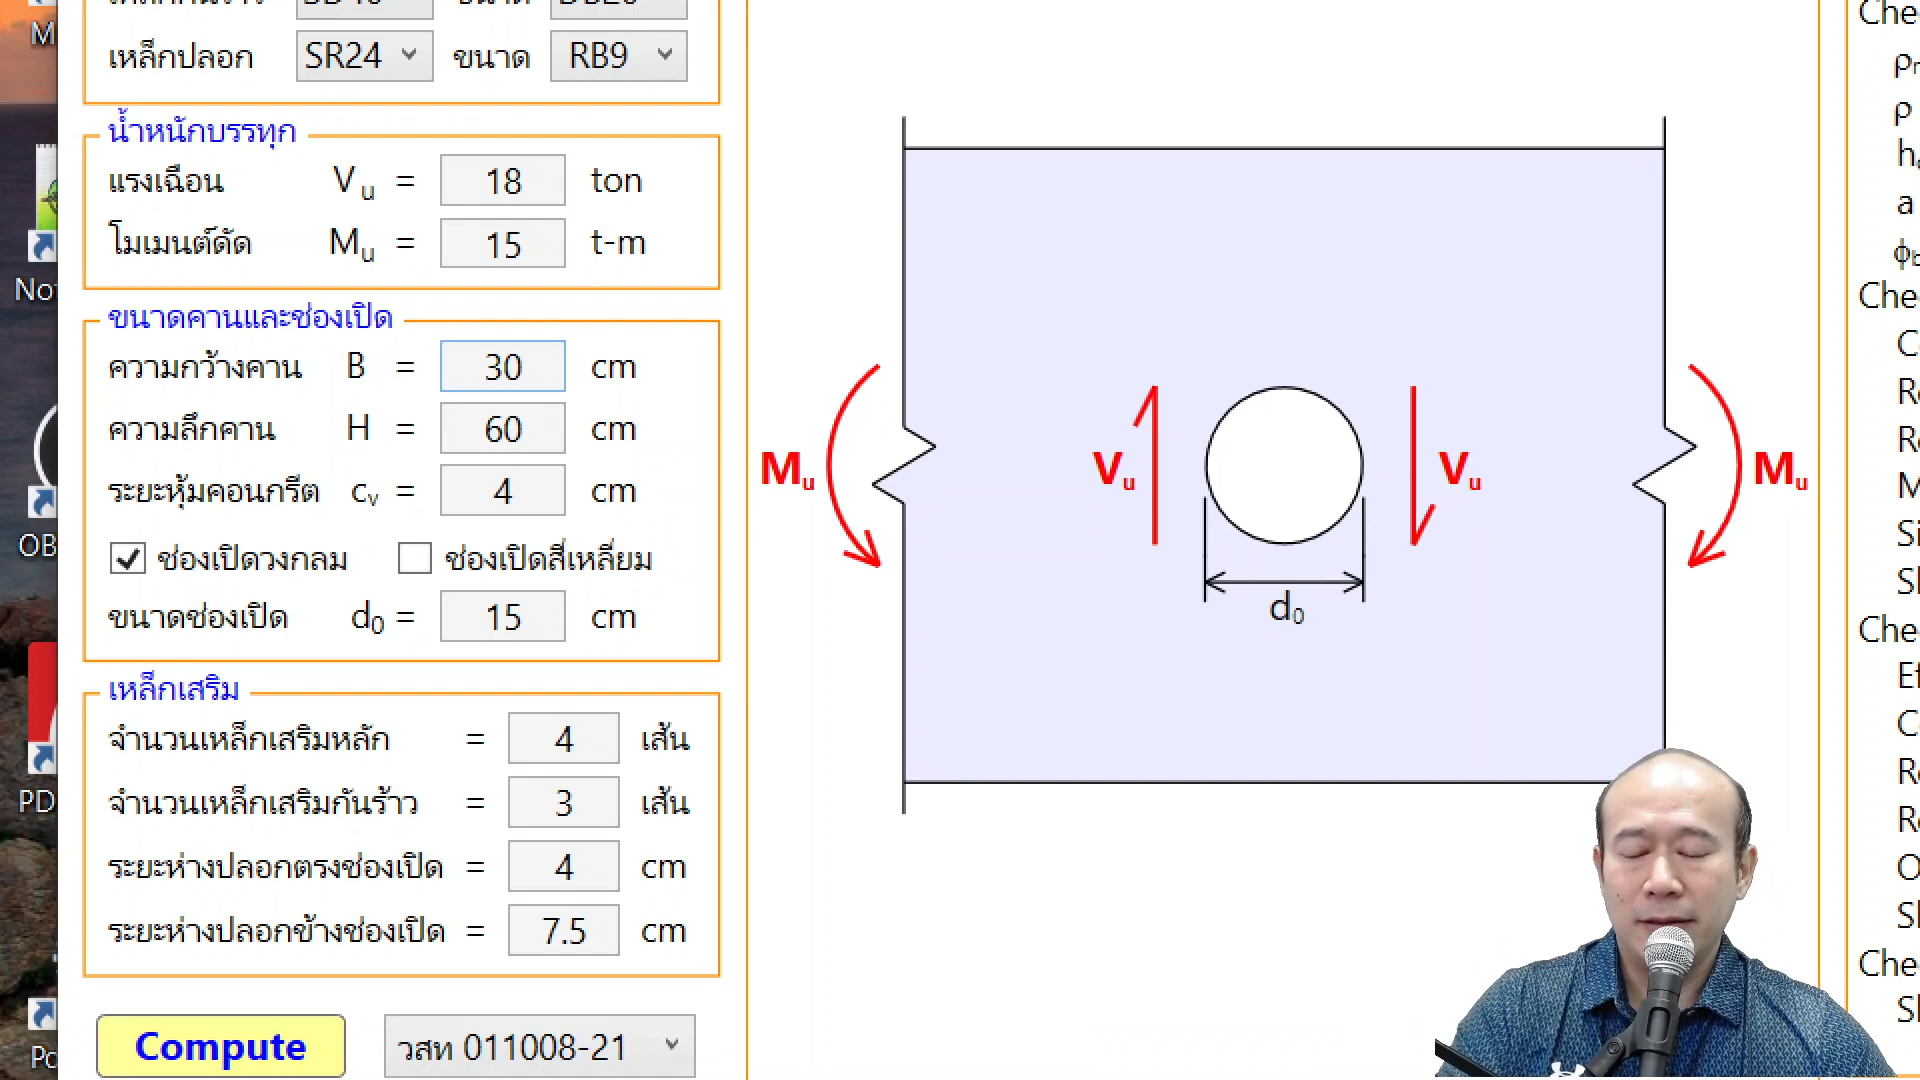 เหล็กปลอก SR24 ขนาด RB9
น้ำหนักบรรทุก
แรงเฉือน Vu = 18 ton
โมเมนต์ดัด Mu = 15 t-m
ขนาดคานและช่องเปิด
ความกว้างคาน B = 30 cm
ความลึกคาน H = 60 cm
ระยะหุ้มคอนกรีต cv = 4 cm
ช่องเปิดวงกลม ช่องเปิดสี่เหลี่ยม
ขนาดช่องเปิด d0 = 15 cm
เหล็กเสริม
จำนวนเหล็กเสริมหลัก = 4 เส้น
จำนวนเหล็กเสริมกันร้าว = 3 เส้น
ระยะห่างปลอกตรงช่องเปิด = 4 cm
ระยะห่างปลอกข้างช่องเปิด = 7.5 cm
Compute วสท 011008-21
Mu Vu Vu Mu
d0
ρ
a